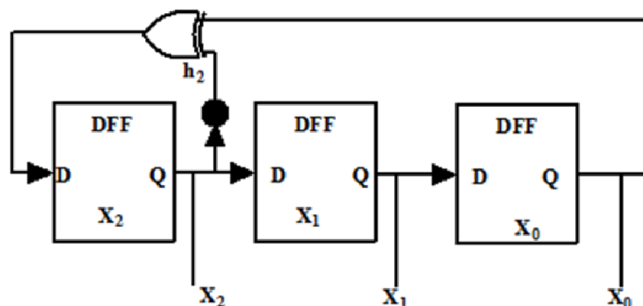 h₂
DFF DFF DFF
D Q D Q D Q
X₂ X₁ X₀
X₂ X₁ X₀